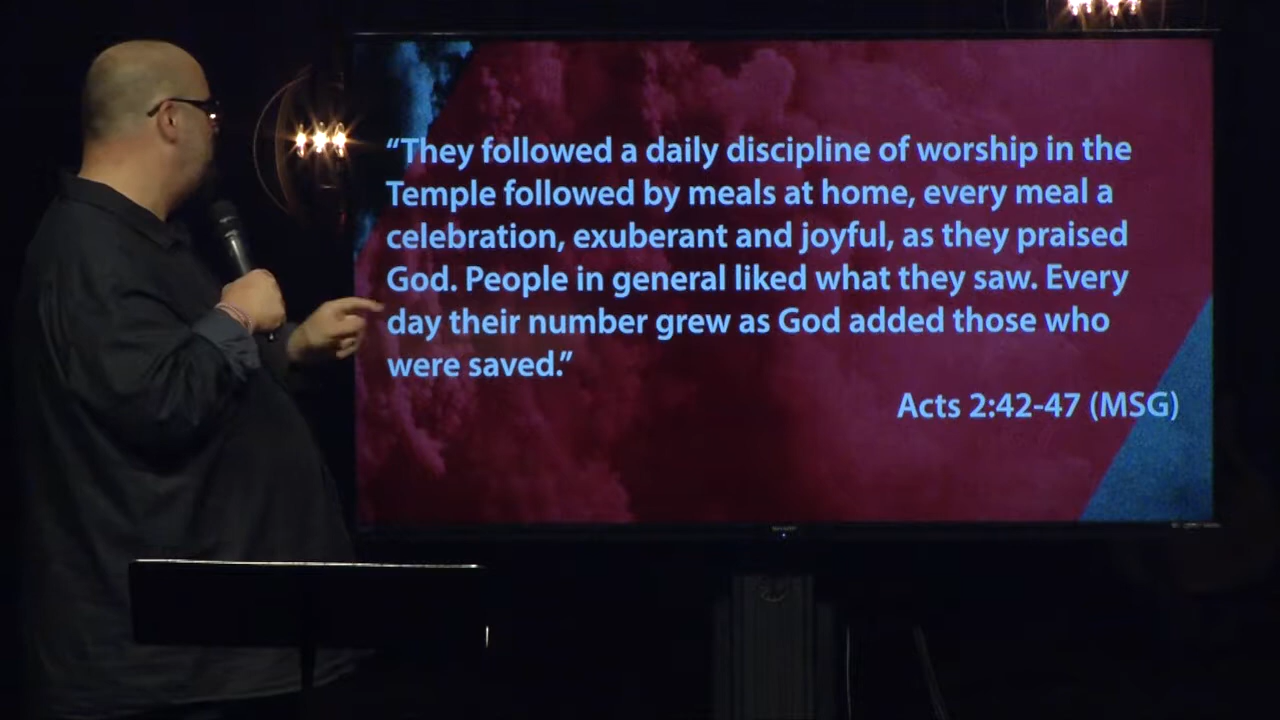 “They followed a daily discipline of worship in the
Temple followed by meals at home, every meal a
celebration, exuberant and joyful, as they praised
God. People in general liked what they saw. Every
day their number grew as God added those who
were saved.”
Acts 2:42-47 (MSG)